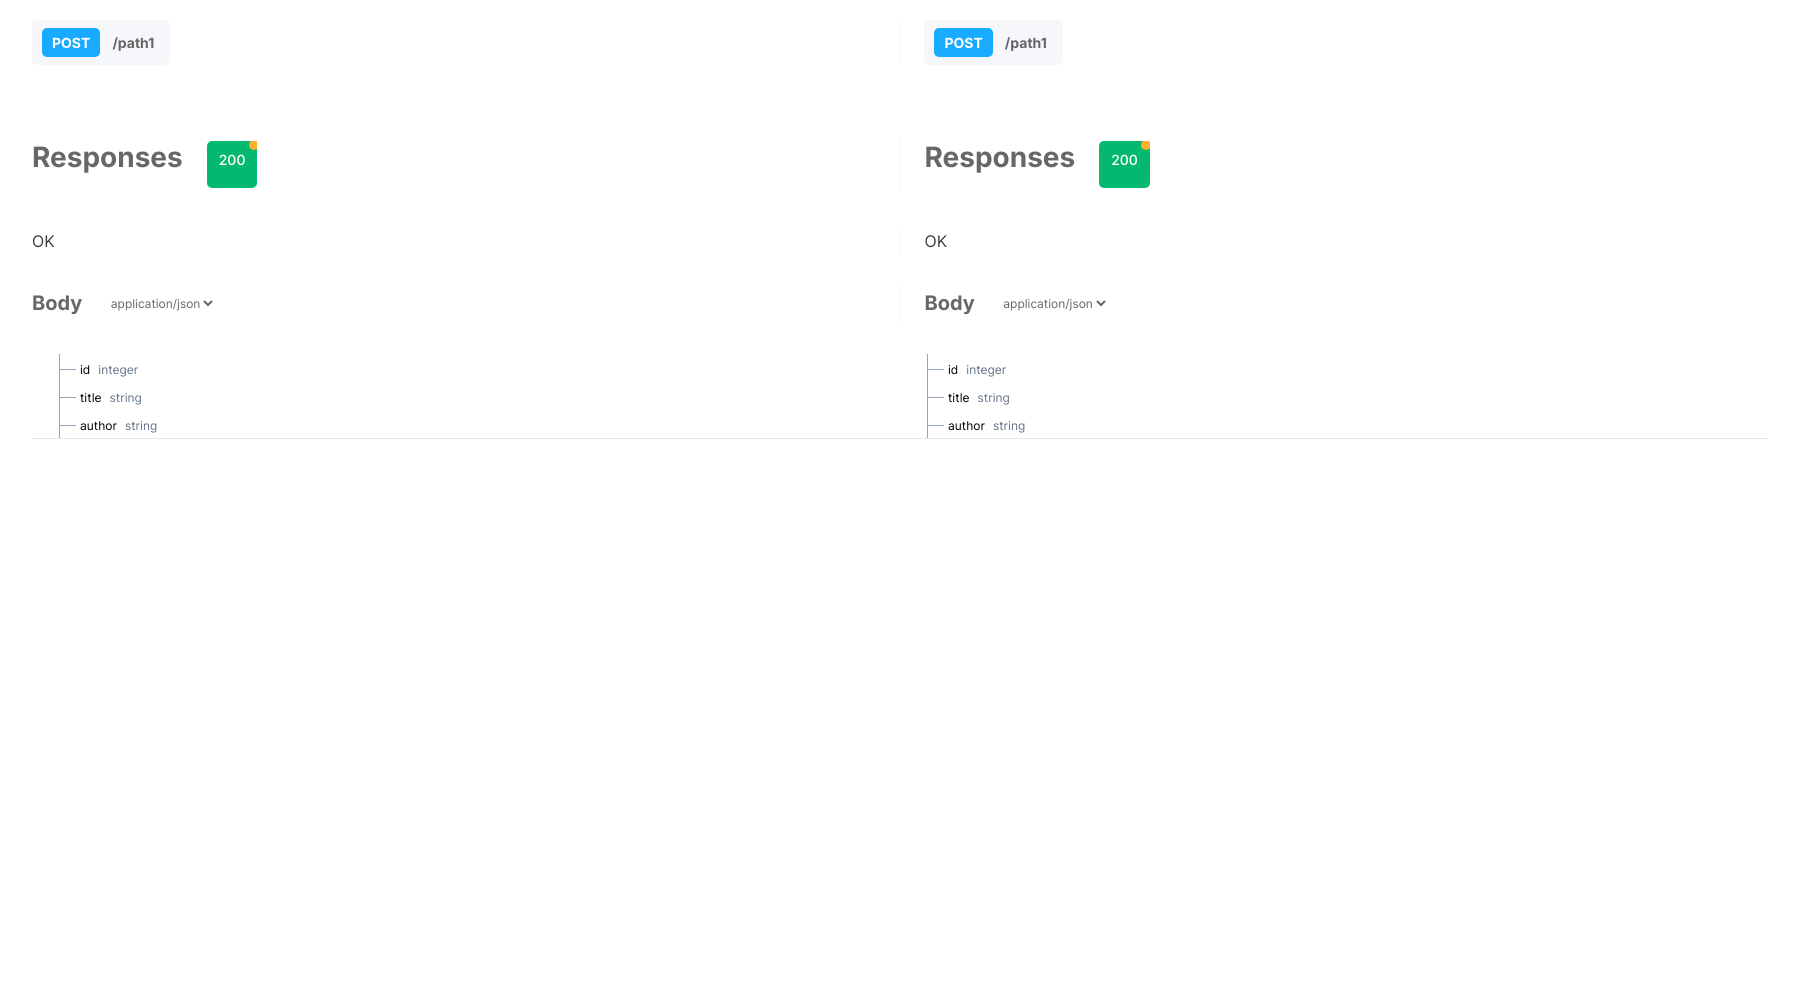 POST /path1
POST /path1
Responses 200
Responses 200
OK
OK
Body application/json
Body application/json
id integer
id integer
title string
title string
author string
author string